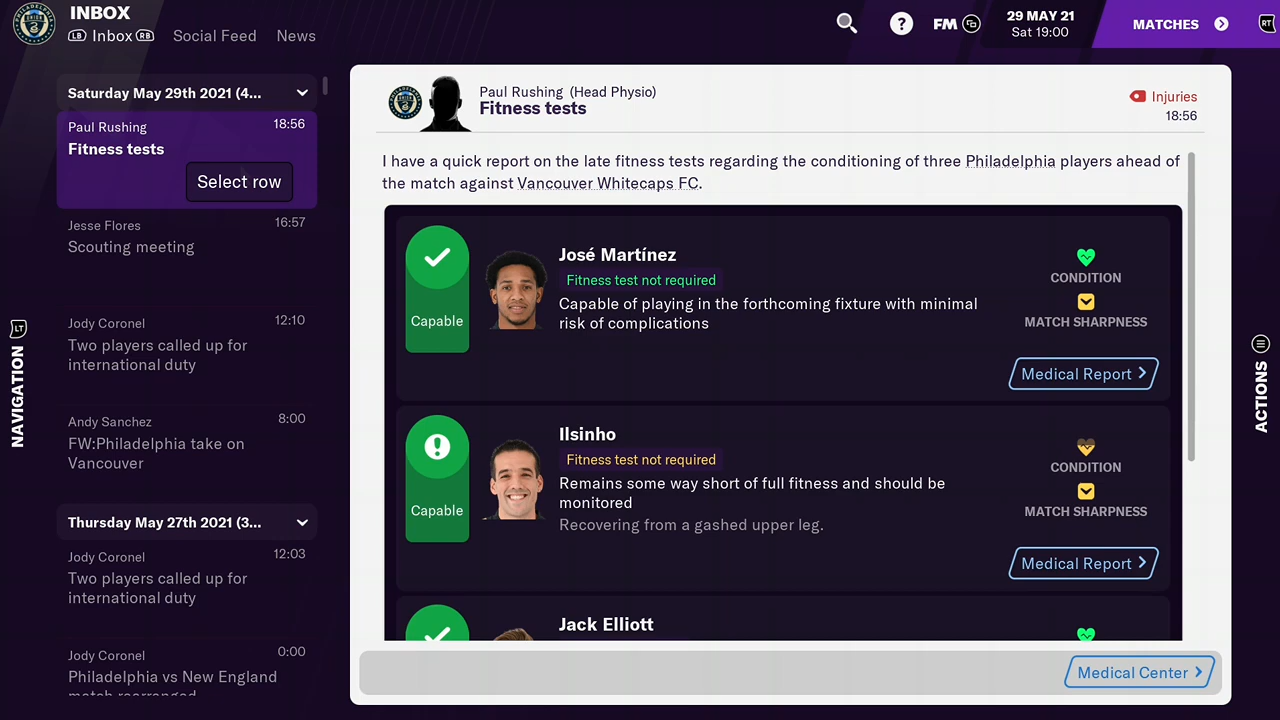 INBOX
LB Inbox RB Social Feed News
FM
29 MAY 21
Sat 19:00
MATCHES
RT
Saturday May 29th 2021 (4...
Paul Rushing 18:56
Fitness tests
Select row
Jesse Flores 16:57
Scouting meeting
Jody Coronel 12:10
Two players called up for
international duty
Andy Sanchez 8:00
FW:Philadelphia take on
Vancouver
Thursday May 27th 2021 (3...
Jody Coronel 12:03
Two players called up for
international duty
Jody Coronel 0:00
Philadelphia vs New England
match rearranged
LT
NAVIGATION
Paul Rushing (Head Physio)
Fitness tests
Injuries
18:56
I have a quick report on the late fitness tests regarding the conditioning of three Philadelphia players ahead of
the match against Vancouver Whitecaps FC.
Capable
José Martínez
Fitness test not required
Capable of playing in the forthcoming fixture with minimal
risk of complications
CONDITION
MATCH SHARPNESS
Medical Report
Capable
Ilsinho
Fitness test not required
Remains some way short of full fitness and should be
monitored
Recovering from a gashed upper leg.
CONDITION
MATCH SHARPNESS
Medical Report
Jack Elliott
Medical Center
ACTIONS